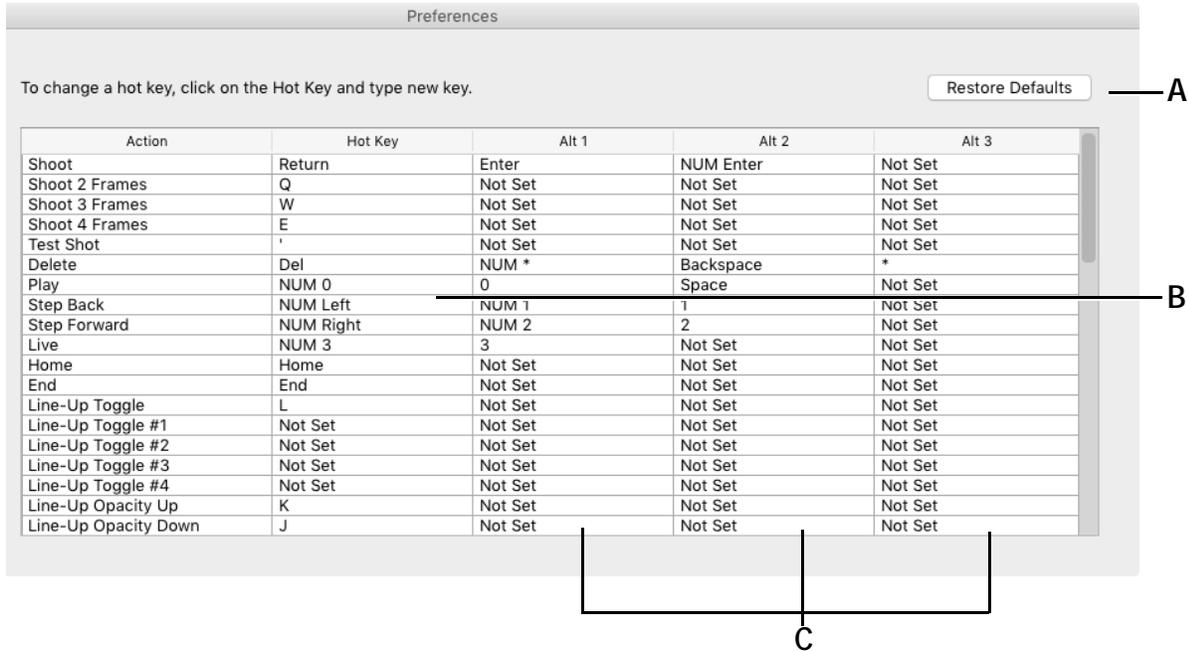 Preferences
To change a hot key, click on the Hot Key and type new key.
Restore Defaults
A
Action Hot Key Alt 1 Alt 2 Alt 3
Shoot Return Enter NUM Enter Not Set
Shoot 2 Frames Q Not Set Not Set Not Set
Shoot 3 Frames W Not Set Not Set Not Set
Shoot 4 Frames E Not Set Not Set Not Set
Test Shot ' Not Set Not Set Not Set
Delete Del NUM * Backspace *
Play NUM 0 0 Space Not Set
B
Step Back NUM Left NUM 1 1 Not Set
Step Forward NUM Right NUM 2 2 Not Set
Live NUM 3 3 Not Set Not Set
Home Home Not Set Not Set Not Set
End End Not Set Not Set Not Set
Line-Up Toggle L Not Set Not Set Not Set
Line-Up Toggle #1 Not Set Not Set Not Set Not Set
Line-Up Toggle #2 Not Set Not Set Not Set Not Set
Line-Up Toggle #3 Not Set Not Set Not Set Not Set
Line-Up Toggle #4 Not Set Not Set Not Set Not Set
Line-Up Opacity Up K Not Set Not Set Not Set
Line-Up Opacity Down J Not Set Not Set Not Set
C